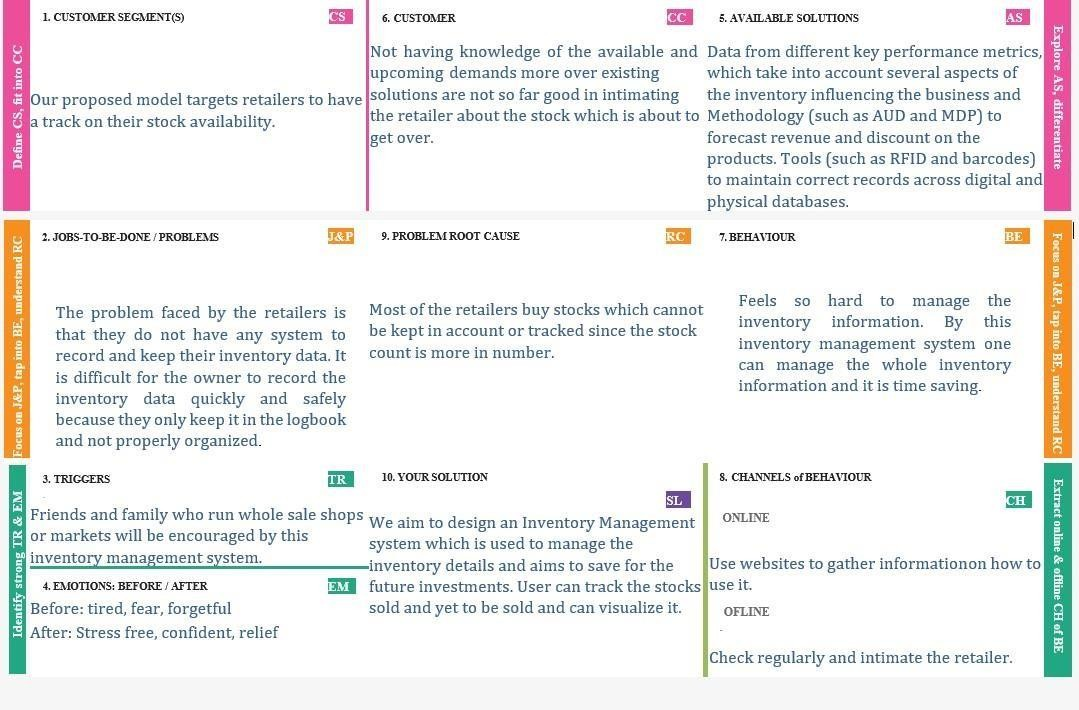 Define CS, fit into CC
1. CUSTOMER SEGMENT(S)
CS
Our proposed model targets retailers to have
a track on their stock availability.
6. CUSTOMER
CC
Not having knowledge of the available and
upcoming demands more over existing
solutions are not so far good in intimating
the retailer about the stock which is about to
get over.
5. AVAILABLE SOLUTIONS
AS
Data from different key performance metrics,
which take into account several aspects of
the inventory influencing the business and
Methodology (such as AUD and MDP) to
forecast revenue and discount on the
products. Tools (such as RFID and barcodes)
to maintain correct records across digital and
physical databases.
Explore AS, differentiate
Focus on J&P, tap into BE, understand RC
2. JOBS-TO-BE-DONE / PROBLEMS
J&P
The problem faced by the retailers is
that they do not have any system to
record and keep their inventory data. It
is difficult for the owner to record the
inventory data quickly and safely
because they only keep it in the logbook
and not properly organized.
9. PROBLEM ROOT CAUSE
RC
Most of the retailers buy stocks which cannot
be kept in account or tracked since the stock
count is more in number.
7. BEHAVIOUR
BE
Feels so hard to manage the
inventory information. By this
inventory management system one
can manage the whole inventory
information and it is time saving.
Focus on J&P, tap into BE, understand RC
Identify strong TR & EM
3. TRIGGERS
TR
Friends and family who run whole sale shops
or markets will be encouraged by this
inventory management system.
4. EMOTIONS: BEFORE / AFTER
EM
Before: tired, fear, forgetful
After: Stress free, confident, relief
10. YOUR SOLUTION
SL
We aim to design an Inventory Management
system which is used to manage the
inventory details and aims to save for the
future investments. User can track the stocks
sold and yet to be sold and can visualize it.
8. CHANNELS of BEHAVIOUR
CH
ONLINE
Use websites to gather informationon how to
use it.
OFLINE
Check regularly and intimate the retailer.
Extract online & offline CH of BE